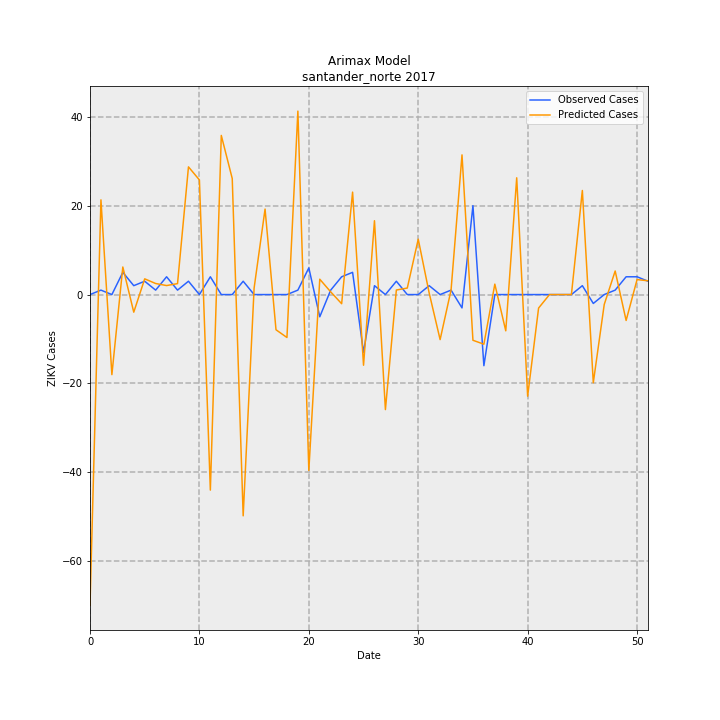 Arimax Model
santander_norte 2017
Observed Cases
Predicted Cases
40
20
0
−20
−40
−60
ZIKV Cases
0 10 20 30 40 50
Date